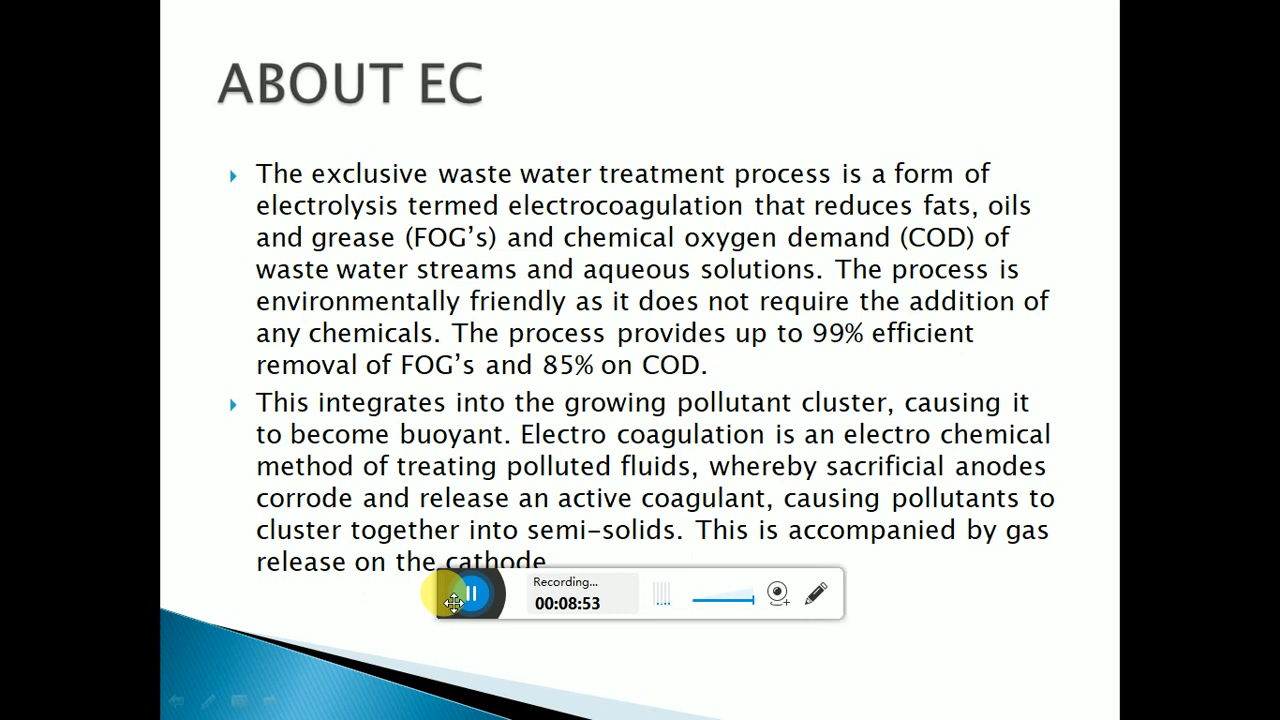 ABOUT EC
The exclusive waste water treatment process is a form of
electrolysis termed electrocoagulation that reduces fats, oils
and grease (FOG’s) and chemical oxygen demand (COD) of
waste water streams and aqueous solutions. The process is
environmentally friendly as it does not require the addition of
any chemicals. The process provides up to 99% efficient
removal of FOG’s and 85% on COD.
This integrates into the growing pollutant cluster, causing it
to become buoyant. Electro coagulation is an electro chemical
method of treating polluted fluids, whereby sacrificial anodes
corrode and release an active coagulant, causing pollutants to
cluster together into semi-solids. This is accompanied by gas
release on the cathode
Recording...
00:08:53